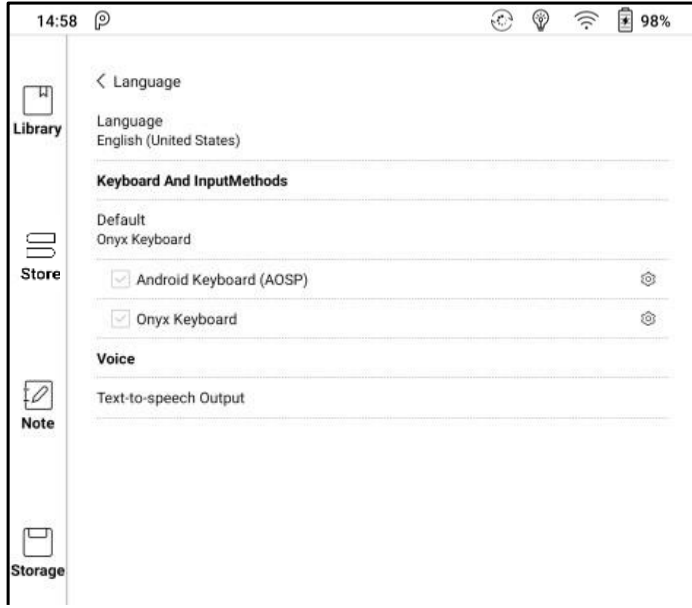 14:58
98%
Language
Language
English (United States)
Keyboard And InputMethods
Default
Onyx Keyboard
Android Keyboard (AOSP)
Onyx Keyboard
Voice
Text-to-speech Output
Library
Store
Note
Storage